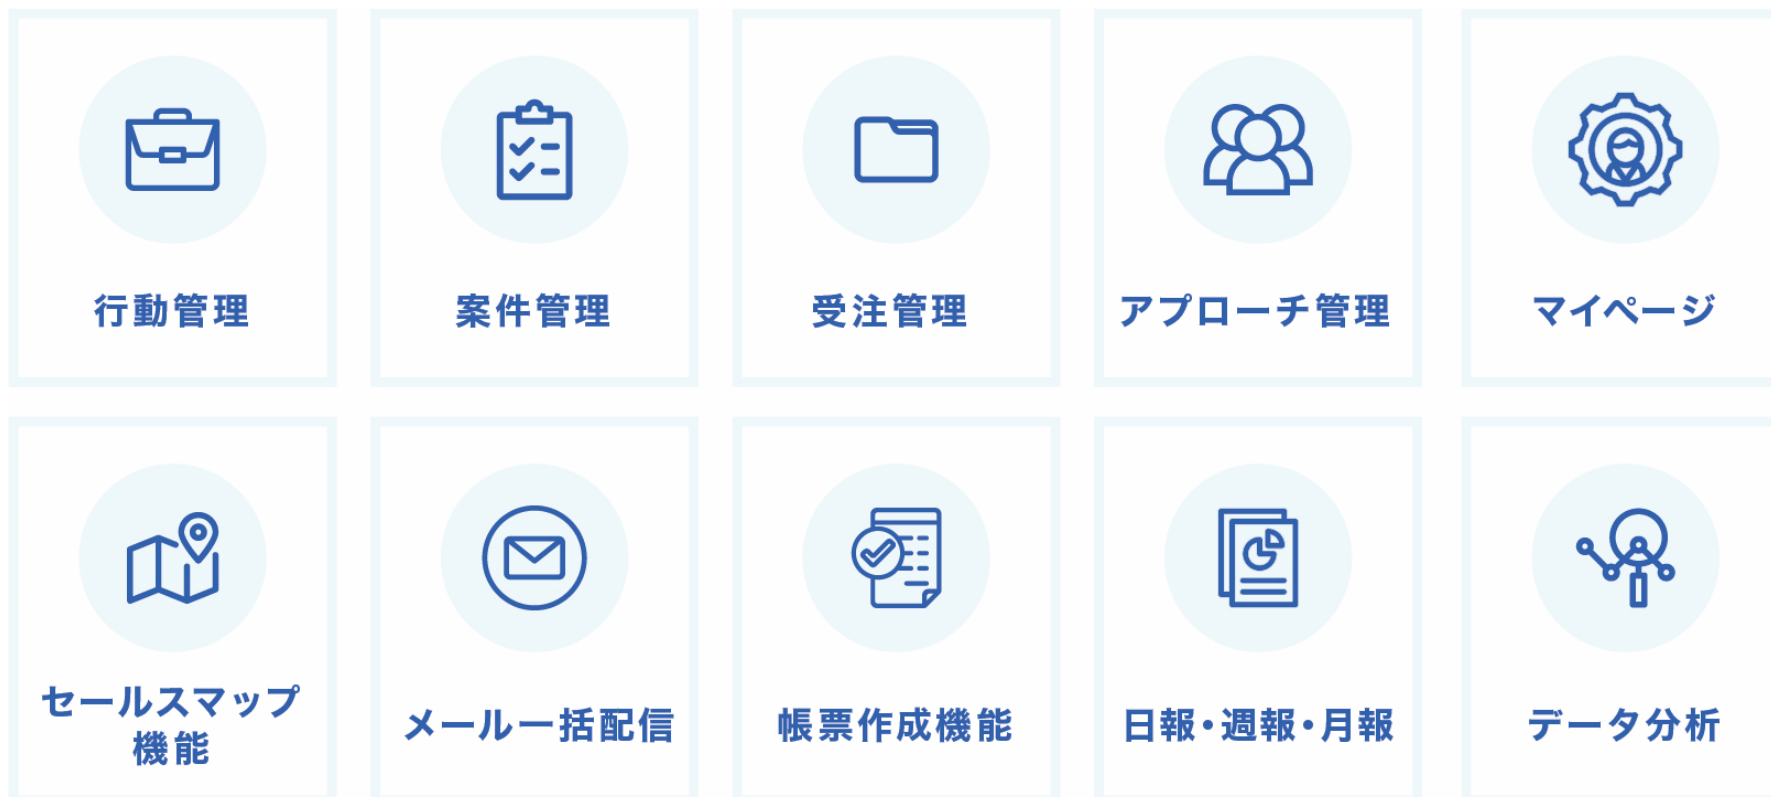 行動管理
案件管理
受注管理
アプローチ管理
マイページ
セールスマップ
機能
メール一括配信
帳票作成機能
日報・週報・月報
データ分析